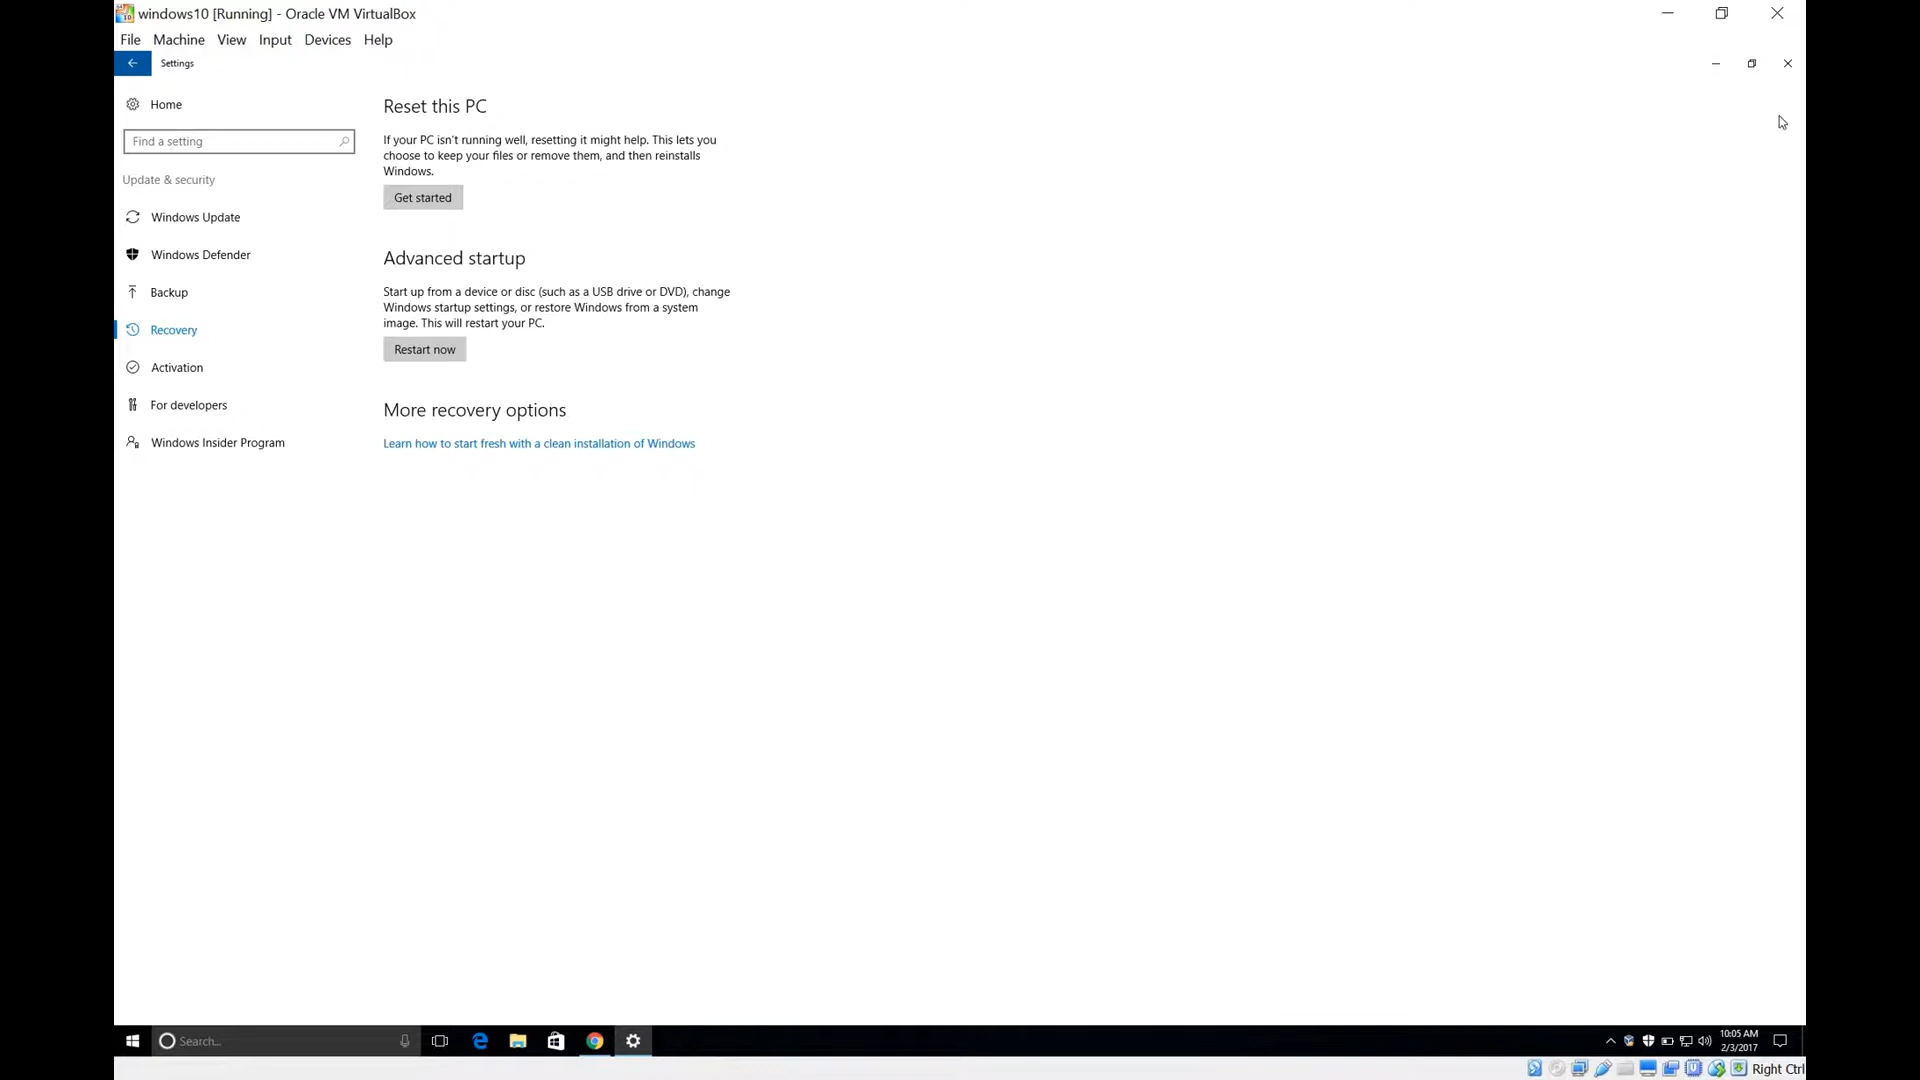 windows10 [Running] - Oracle VM VirtualBox
File Machine View Input Devices Help
Settings
Home
Find a setting
Update & security
Windows Update
Windows Defender
Backup
Recovery
Activation
For developers
Windows Insider Program
Reset this PC
If your PC isn't running well, resetting it might help. This lets you
choose to keep your files or remove them, and then reinstalls
Windows.
Get started
Advanced startup
Start up from a device or disc (such as a USB drive or DVD), change
Windows startup settings, or restore Windows from a system
image. This will restart your PC.
Restart now
More recovery options
Learn how to start fresh with a clean installation of Windows
Search...
10:05 AM
2/3/2017
Right Ctrl